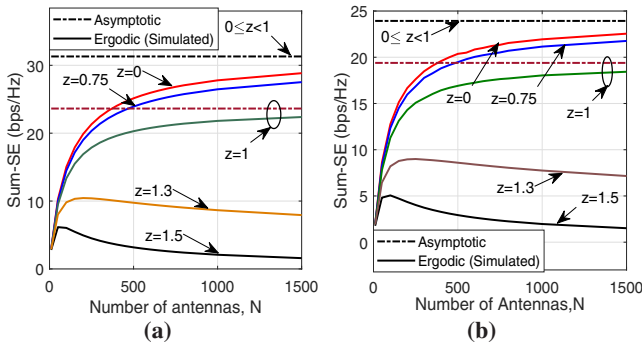 Asymptotic
Ergodic (Simulated)
0≤z<1
z=0
z=0.75
z=1
z=1.3
z=1.5
30
20
10
0
Sum-SE (bps/Hz)
0 500 1000 1500
Number of antennas, N
(a)
25
20
15
10
5
0
Sum-SE (bps/Hz)
0≤ z<1
z=0
z=0.75
z=1
z=1.3
z=1.5
Asymptotic
Ergodic (Simulated)
0 500 1000 1500
Number of Antennas,N
(b)